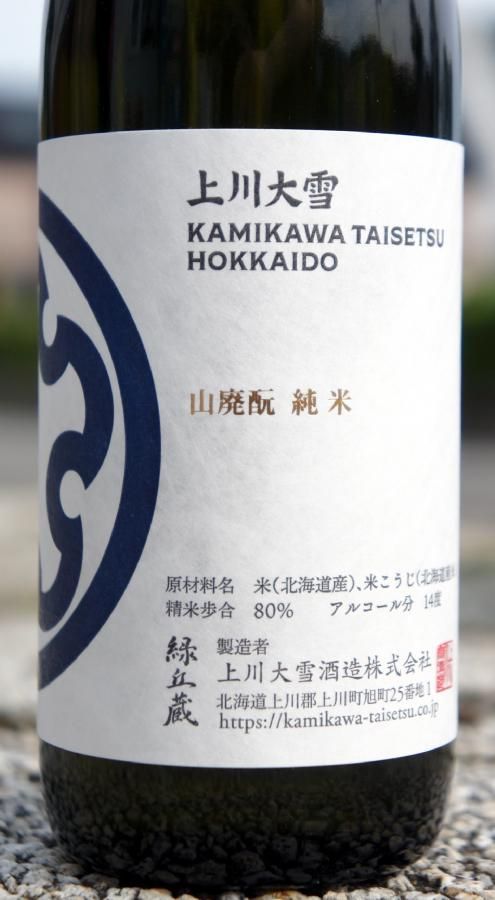 上川大雪
KAMIKAWA TAISETSU
HOKKAIDO
山廃酛 純米
原材料名 米(北海道産)、米こうじ(北海道産
精米歩合 80% アルコール分 14度
緑丘蔵
製造者
上川大雪酒造株式会社
北海道上川郡上川町旭町25番地1
https://kamikawa-taisetsu.co.jp